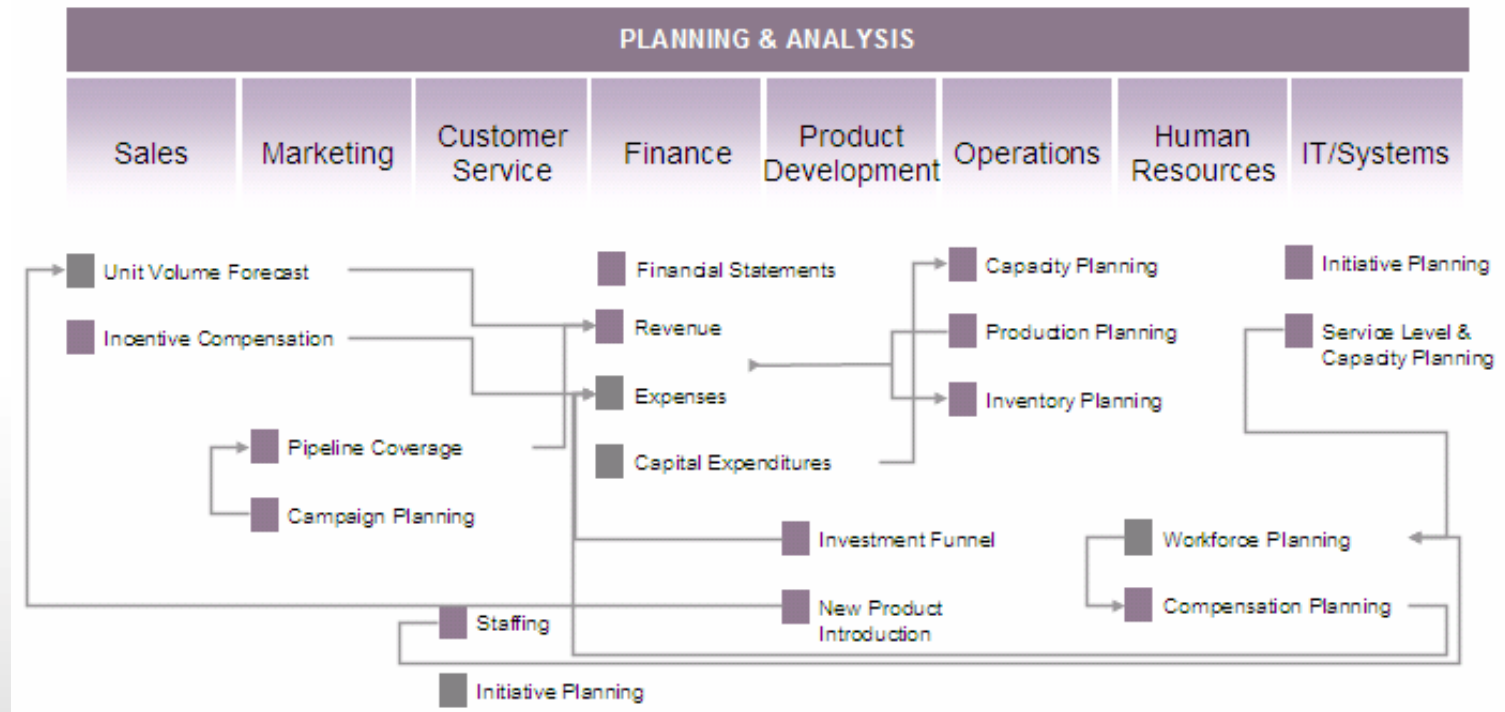 PLANNING & ANALYSIS
Sales
Marketing
Customer
Service
Finance
Product
Development
Operations
Human
Resources
IT/Systems
Unit Volume Forecast
Incentive Compensation
Pipeline Coverage
Campaign Planning
Staffing
Initiative Planning
Financial Statements
Revenue
Expenses
Capital Expenditures
Investment Funnel
New Product
Introduction
Capacity Planning
Production Planning
Inventory Planning
Workforce Planning
Compensation Planning
Initiative Planning
Service Level &
Capacity Planning